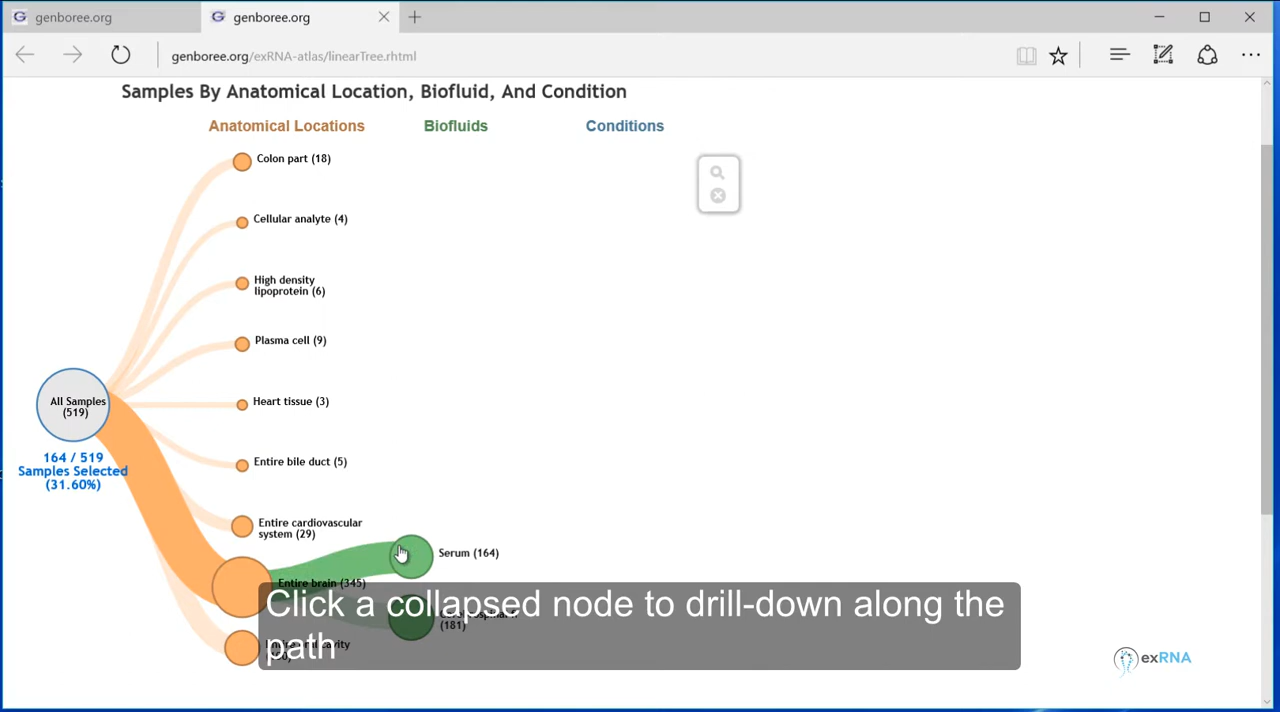 genboree.org
genboree.org
genboree.org/exRNA-atlas/linearTree.rhtml
Samples By Anatomical Location, Biofluid, And Condition
Anatomical Locations
Biofluids
Conditions
Colon part (18)
Cellular analyte (4)
High density
lipoprotein (6)
Plasma cell (9)
Heart tissue (3)
All Samples
(519)
164 / 519
Samples Selected
(31.60%)
Entire bile duct (5)
Entire cardiovascular
system (29)
Serum (164)
Entire brain (345)
(181)
Click a collapsed node to drill-down along the
path
exRNA